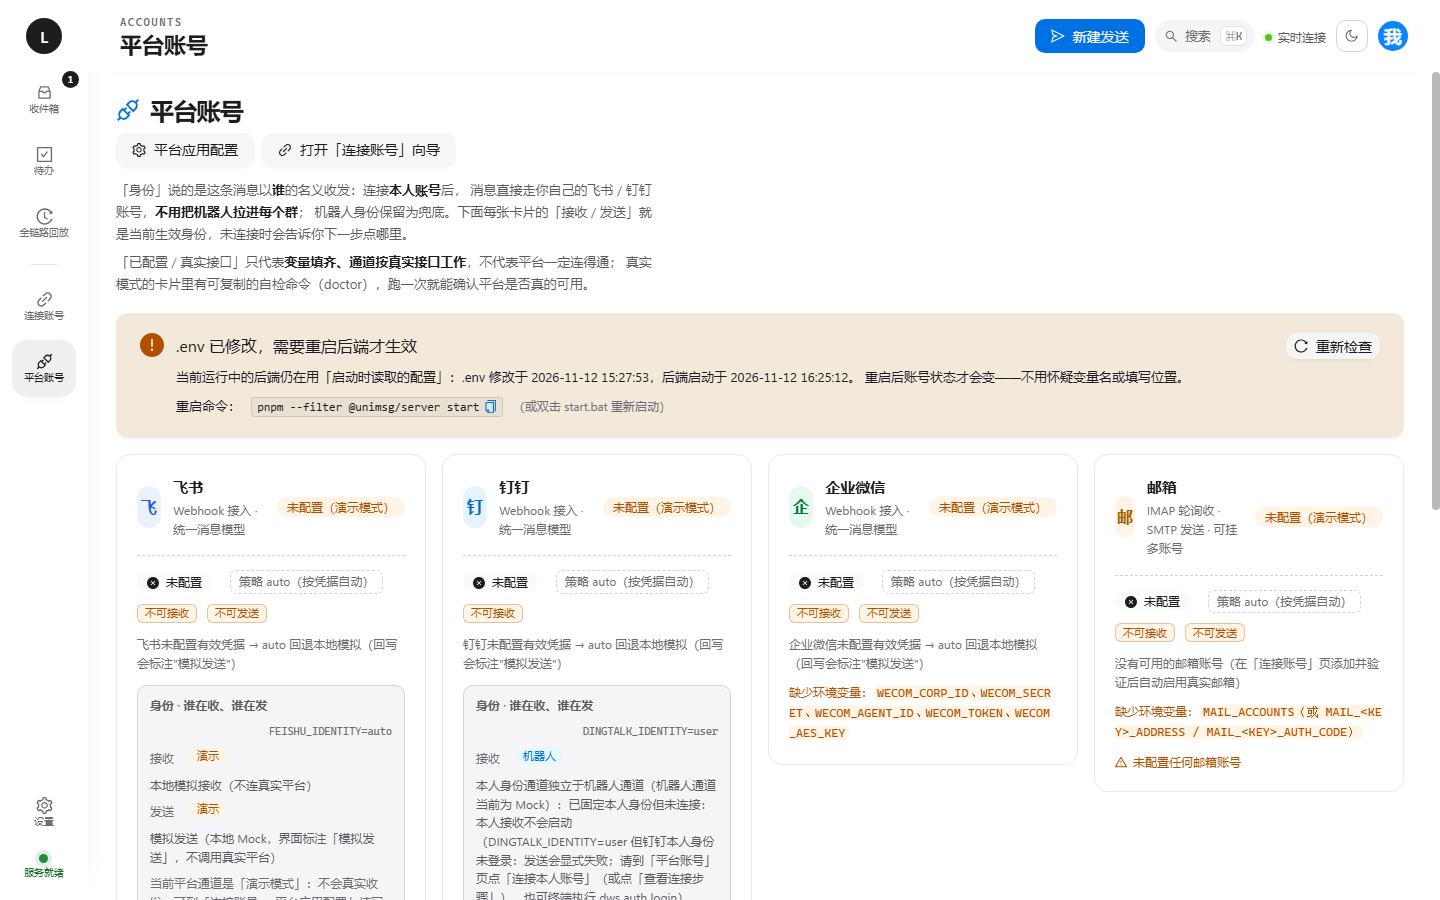 L
ACCOUNTS
平台账号
新建发送
搜索
⌘K
实时连接
我
1
收件箱
待办
全链路回放
连接账号
平台账号
设置
服务就绪
平台账号
平台应用配置
打开「连接账号」向导
「身份」说的是这条消息以谁的名义收发：连接本人账号后， 消息直接走你自己的飞书 / 钉钉
账号，不用把机器人拉进每个群； 机器人身份保留为兜底。下面每张卡片的「接收 / 发送」就
是当前生效身份，未连接时会告诉你下一步点哪里。
「已配置 / 真实接口」只代表变量填齐、通道按真实接口工作，不代表平台一定连得通； 真实
模式的卡片里有可复制的自检命令（doctor），跑一次就能确认平台是否真的可用。
.env 已修改，需要重启后端才生效
重新检查
当前运行中的后端仍在用「启动时读取的配置」：.env 修改于 2026-11-12 15:27:53，后端启动于 2026-11-12 16:25:12。 重启后账号状态才会变——不用怀疑变量名或填写位置。
重启命令： pnpm --filter @unimsg/server start （或双击 start.bat 重新启动）
飞
飞书
Webhook 接入 ·
统一消息模型
未配置（演示模式）
未配置
策略 auto（按凭据自动）
不可接收
不可发送
飞书未配置有效凭据 → auto 回退本地模拟（回写
会标注"模拟发送"）
身份 · 谁在收、谁在发
FEISHU_IDENTITY=auto
接收 演示
本地模拟接收（不连真实平台）
发送 演示
模拟发送（本地 Mock，界面标注「模拟发
送」，不调用真实平台）
当前平台通道是「演示模式」：不会真实收
钉
钉钉
Webhook 接入 ·
统一消息模型
未配置（演示模式）
未配置
策略 auto（按凭据自动）
不可接收
钉钉未配置有效凭据 → auto 回退本地模拟（回写
会标注"模拟发送"）
身份 · 谁在收、谁在发
DINGTALK_IDENTITY=user
接收 机器人
本人身份通道独立于机器人通道（机器人通道
当前为 Mock）：已固定本人身份但未连接：
本人接收不会启动
（DINGTALK_IDENTITY=user 但钉钉本人身份
未登录：发送会显式失败；请到「平台账号」
页点「连接本人账号」（或点「查看连接步
骤」），也可终端执行 dws auth login）
企
企业微信
Webhook 接入 ·
统一消息模型
未配置（演示模式）
未配置
策略 auto（按凭据自动）
不可接收
不可发送
企业微信未配置有效凭据 → auto 回退本地模拟
（回写会标注"模拟发送"）
缺少环境变量： WECOM_CORP_ID、WECOM_SECR
ET、WECOM_AGENT_ID、WECOM_TOKEN、WECOM
_AES_KEY
邮
邮箱
IMAP 轮询收 ·
SMTP 发送 · 可挂
多账号
未配置（演示模式）
未配置
策略 auto（按凭据自动）
不可接收
不可发送
没有可用的邮箱账号（在「连接账号」页添加并验
证后自动启用真实邮箱）
缺少环境变量： MAIL_ACCOUNTS（或 MAIL_<KE
Y>_ADDRESS / MAIL_<KEY>_AUTH_CODE）
未配置任何邮箱账号